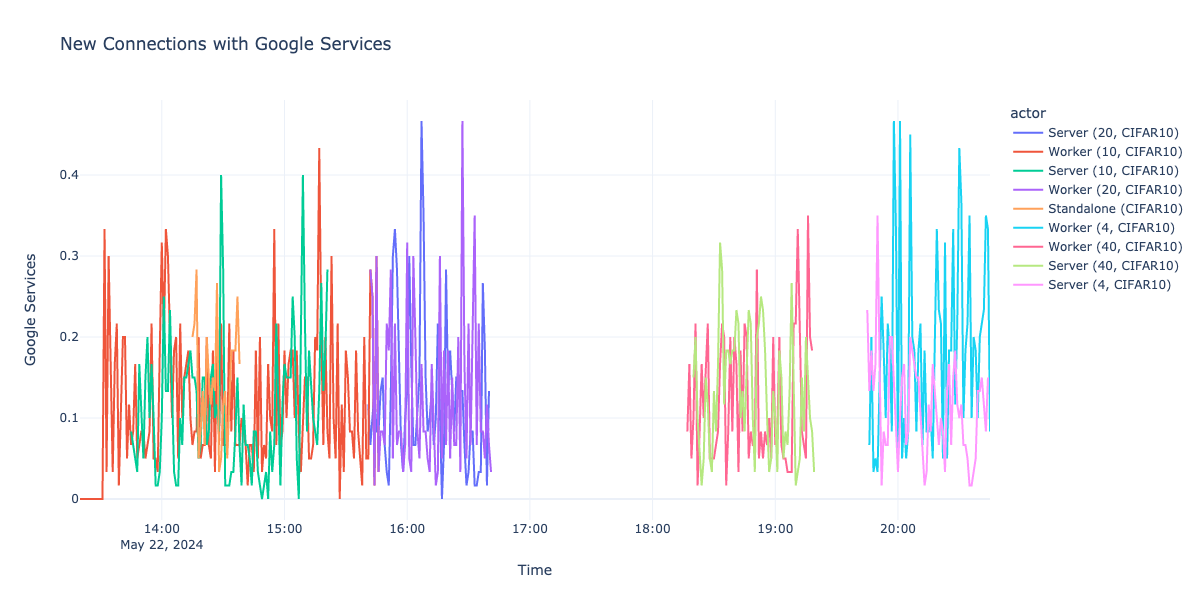 New Connections with Google Services
Google Services
0.4
0.3
0.2
0.1
0
14:00
May 22, 2024
15:00
16:00
17:00
18:00
19:00
20:00
Time
actor
Server (20, CIFAR10)
Worker (10, CIFAR10)
Server (10, CIFAR10)
Worker (20, CIFAR10)
Standalone (CIFAR10)
Worker (4, CIFAR10)
Worker (40, CIFAR10)
Server (40, CIFAR10)
Server (4, CIFAR10)